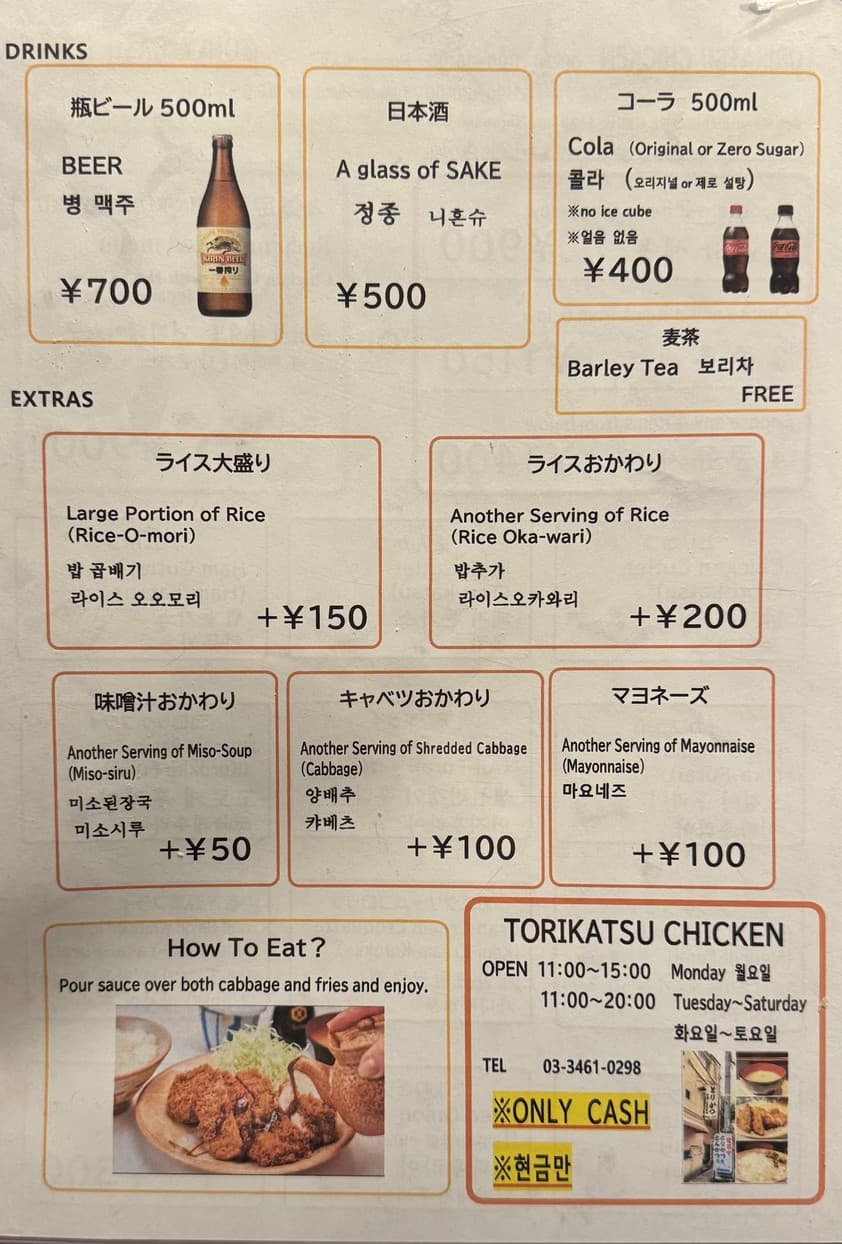 DRINKS
瓶ビール 500ml
BEER
병 맥주
KIRIN BEER
一番搾り
¥700
日本酒
A glass of SAKE
정종 니혼슈
¥500
コーラ 500ml
Cola (Original or Zero Sugar)
콜라 (오리지널 or 제로 설탕)
※no ice cube
※얼음 없음
¥400
麦茶
Barley Tea 보리차
FREE
EXTRAS
ライス大盛り
Large Portion of Rice
(Rice-O-mori)
밥 곱배기
라이스 오오모리
+¥150
ライスおかわり
Another Serving of Rice
(Rice Oka-wari)
밥추가
라이스오카와리
+¥200
味噌汁おかわり
Another Serving of Miso-Soup
(Miso-siru)
미소된장국
미소시루
+¥50
キャベツおかわり
Another Serving of Shredded Cabbage
(Cabbage)
양배추
캬베츠
+¥100
マヨネーズ
Another Serving of Mayonnaise
(Mayonnaise)
마요네즈
+¥100
How To Eat?
Pour sauce over both cabbage and fries and enjoy.
TORIKATSU CHICKEN
OPEN 11:00~15:00 Monday 월요일
11:00~20:00 Tuesday~Saturday
화요일~토요일
TEL 03-3461-0298
※ONLY CASH
※현금만
とりかつ